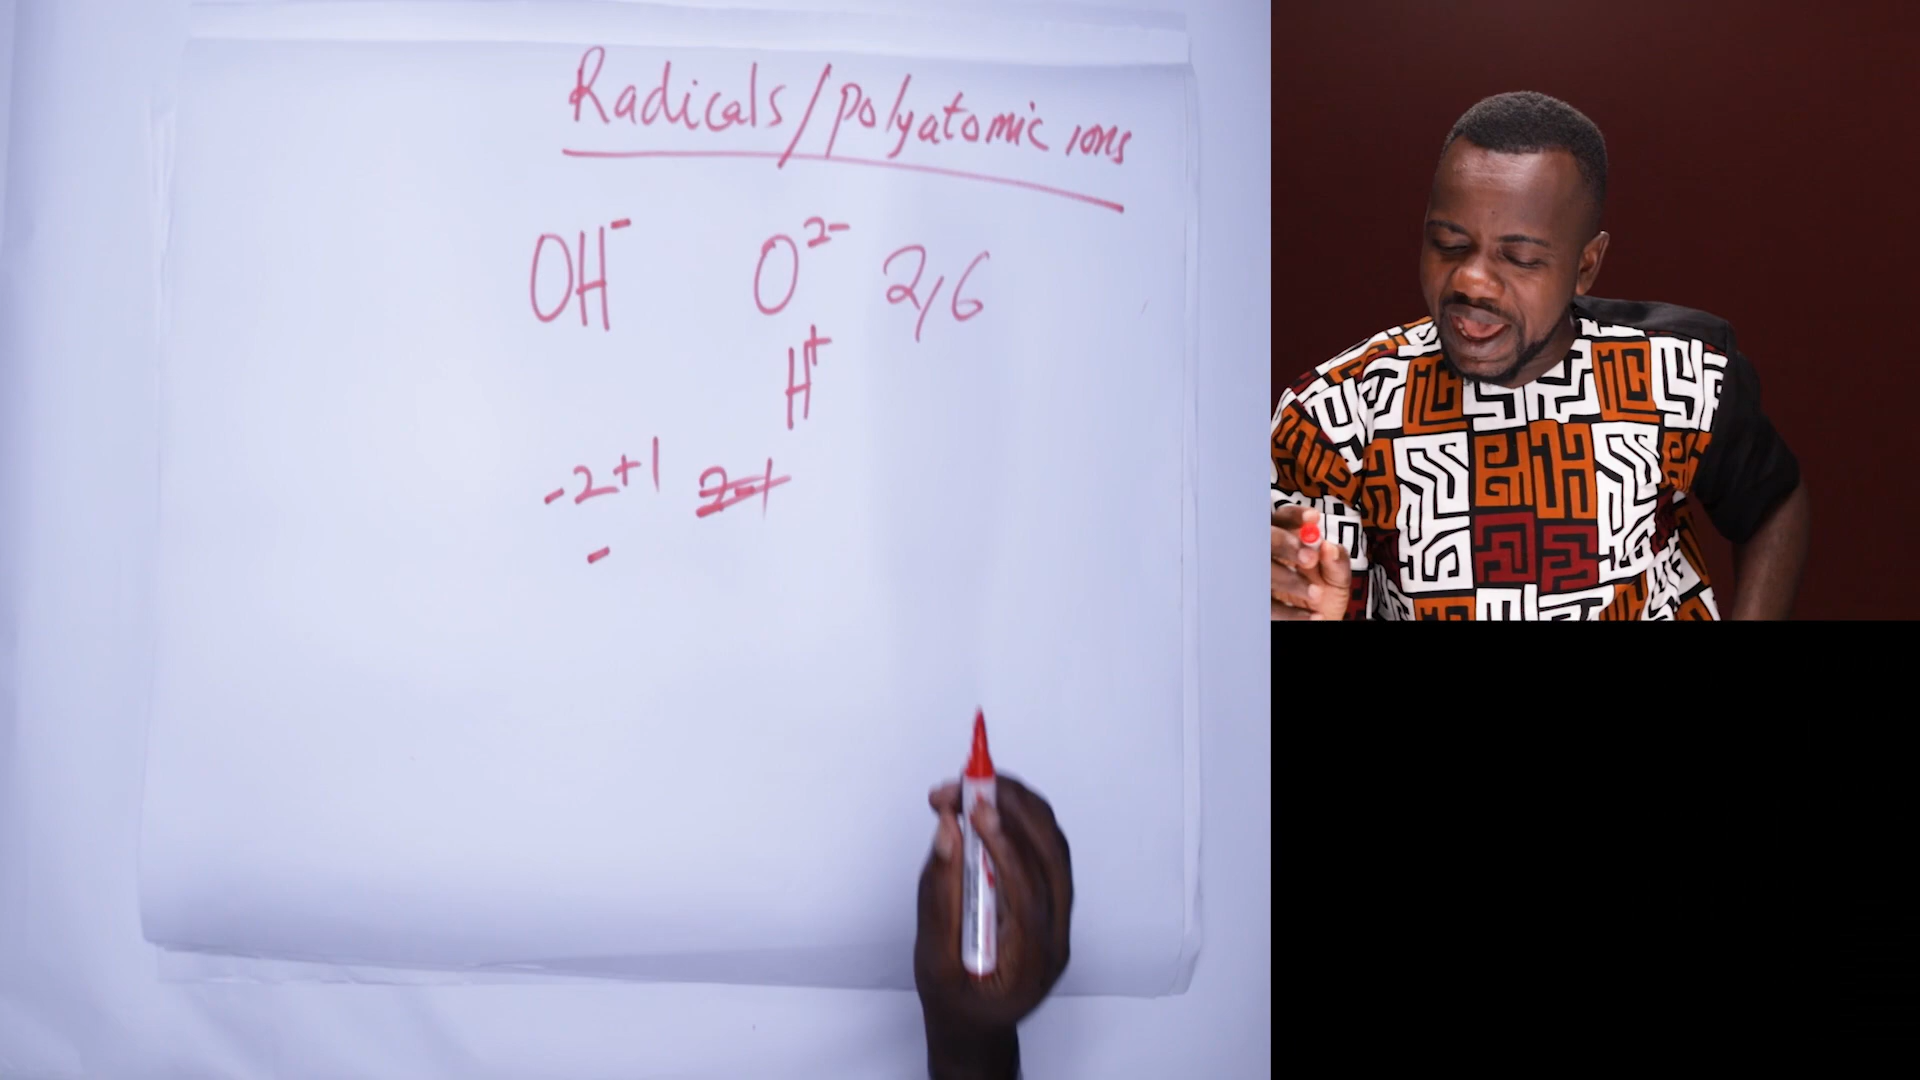 Radicals/polyatomic ions
OH⁻ O²⁻ 2,6
H⁺
-2+1
-